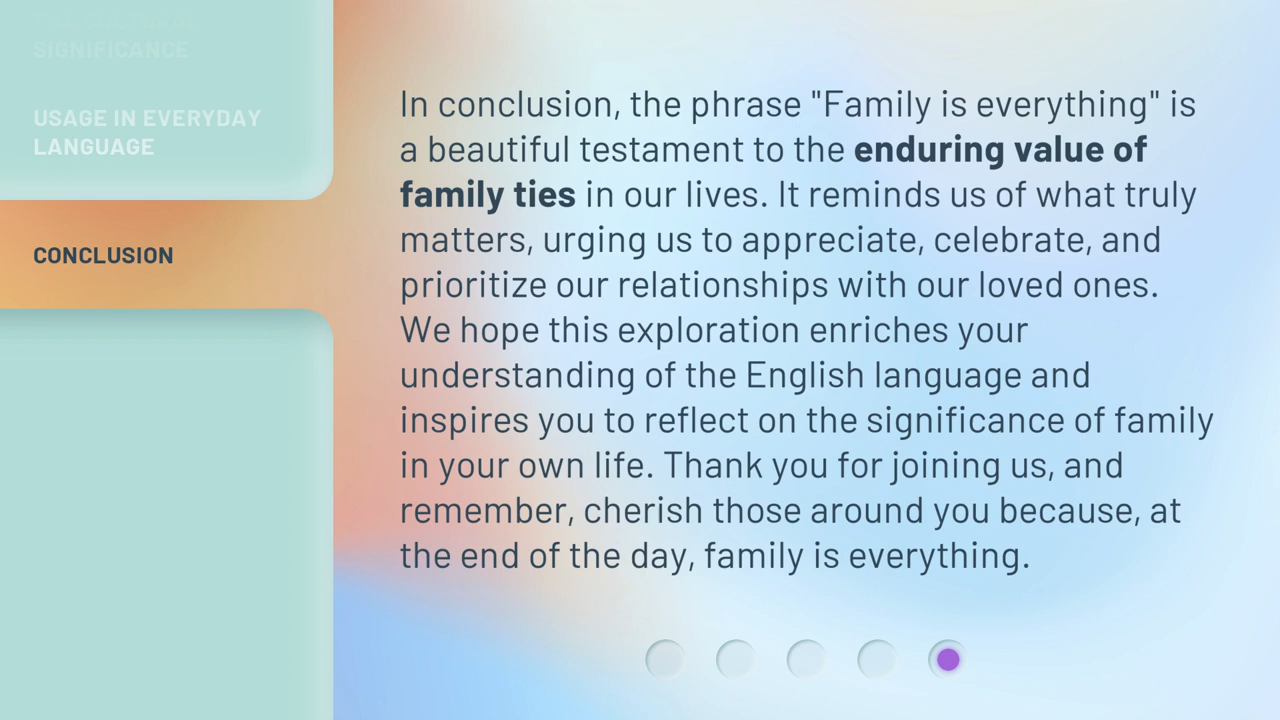 SIGNIFICANCE
USAGE IN EVERYDAY
LANGUAGE
CONCLUSION
In conclusion, the phrase "Family is everything" is
a beautiful testament to the enduring value of
family ties in our lives. It reminds us of what truly
matters, urging us to appreciate, celebrate, and
prioritize our relationships with our loved ones.
We hope this exploration enriches your
understanding of the English language and
inspires you to reflect on the significance of family
in your own life. Thank you for joining us, and
remember, cherish those around you because, at
the end of the day, family is everything.